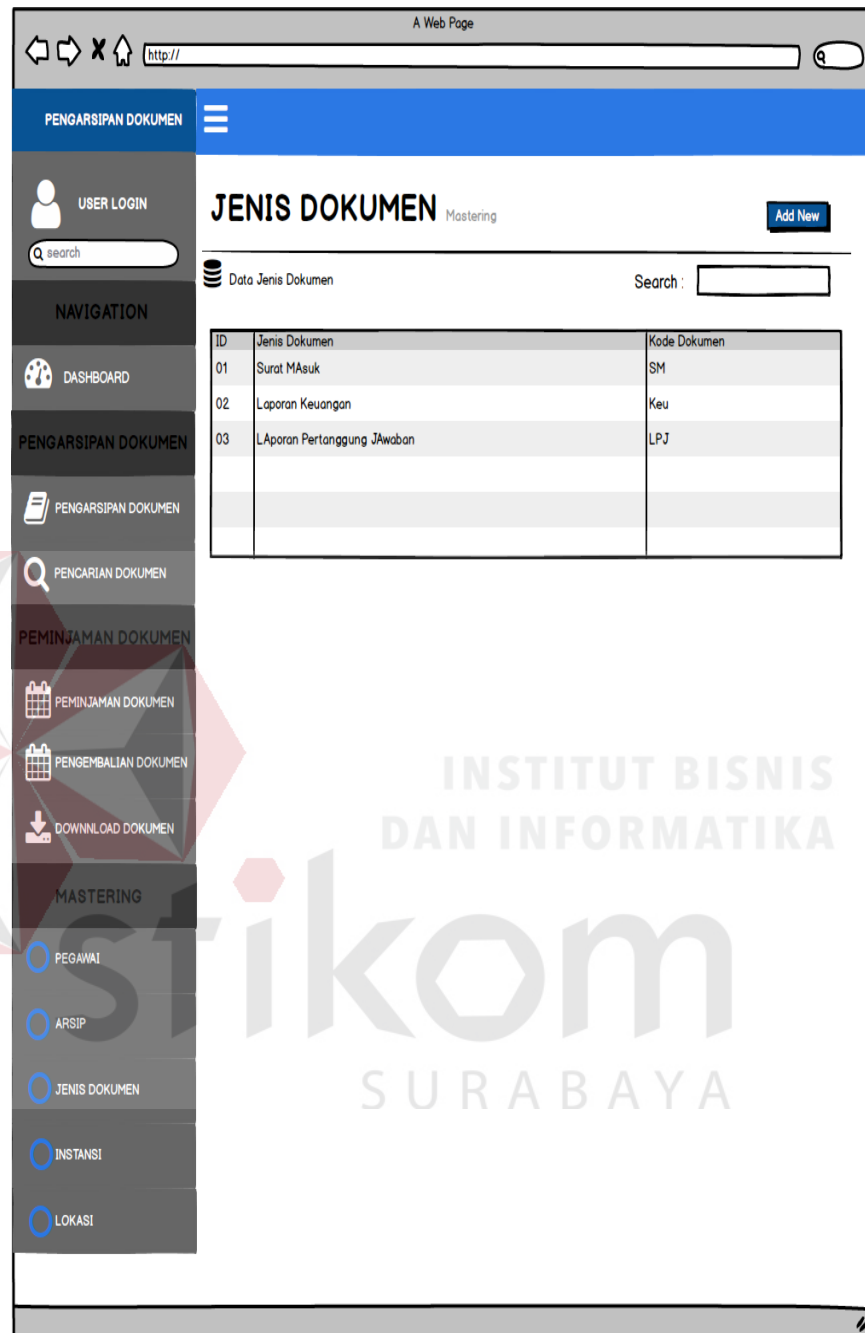 A Web Page
http://
PENGARSIPAN DOKUMEN
USER LOGIN
search
NAVIGATION
DASHBOARD
PENGARSIPAN DOKUMEN
PENGARSIPAN DOKUMEN
PENCARIAN DOKUMEN
PEMINJAMAN DOKUMEN
PEMINJAMAN DOKUMEN
PENGEMBALIAN DOKUMEN
DOWNNLOAD DOKUMEN
MASTERING
PEGAWAI
ARSIP
JENIS DOKUMEN
INSTANSI
LOKASI
JENIS DOKUMEN Mastering
Add New
Data Jenis Dokumen
Search :
ID Jenis Dokumen Kode Dokumen
01 Surat MAsuk SM
02 Laporan Keuangan Keu
03 LAporan Pertanggung JAwaban LPJ
INSTITUT BISNIS
DAN INFORMATIKA
stikom
SURABAYA